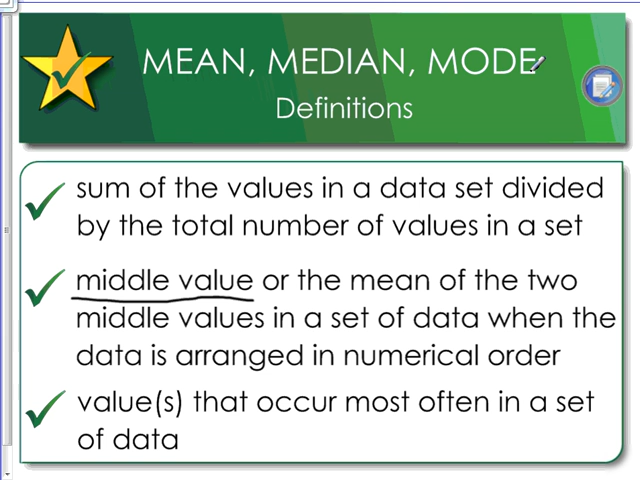 MEAN, MEDIAN, MODE
Definitions
sum of the values in a data set divided
by the total number of values in a set
middle value or the mean of the two
middle values in a set of data when the
data is arranged in numerical order
value(s) that occur most often in a set
of data